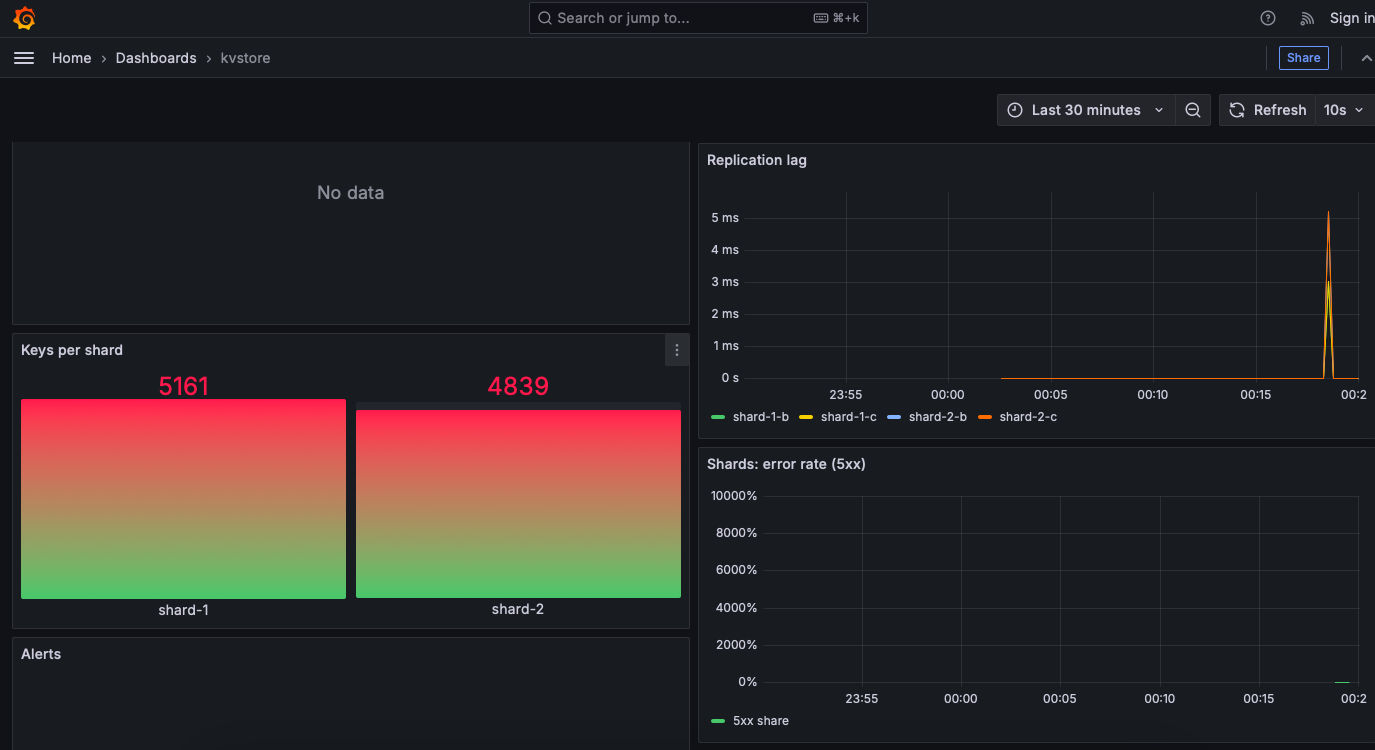 Search or jump to...
⌘+k
Sign in
Home › Dashboards › kvstore
Share
Last 30 minutes
Refresh
10s
No data
Keys per shard
5161
4839
shard-1
shard-2
Alerts
Replication lag
5 ms
4 ms
3 ms
2 ms
1 ms
0 s
23:55 00:00 00:05 00:10 00:15 00:2
shard-1-b shard-1-c shard-2-b shard-2-c
Shards: error rate (5xx)
10000%
8000%
6000%
4000%
2000%
0%
23:55 00:00 00:05 00:10 00:15 00:2
5xx share